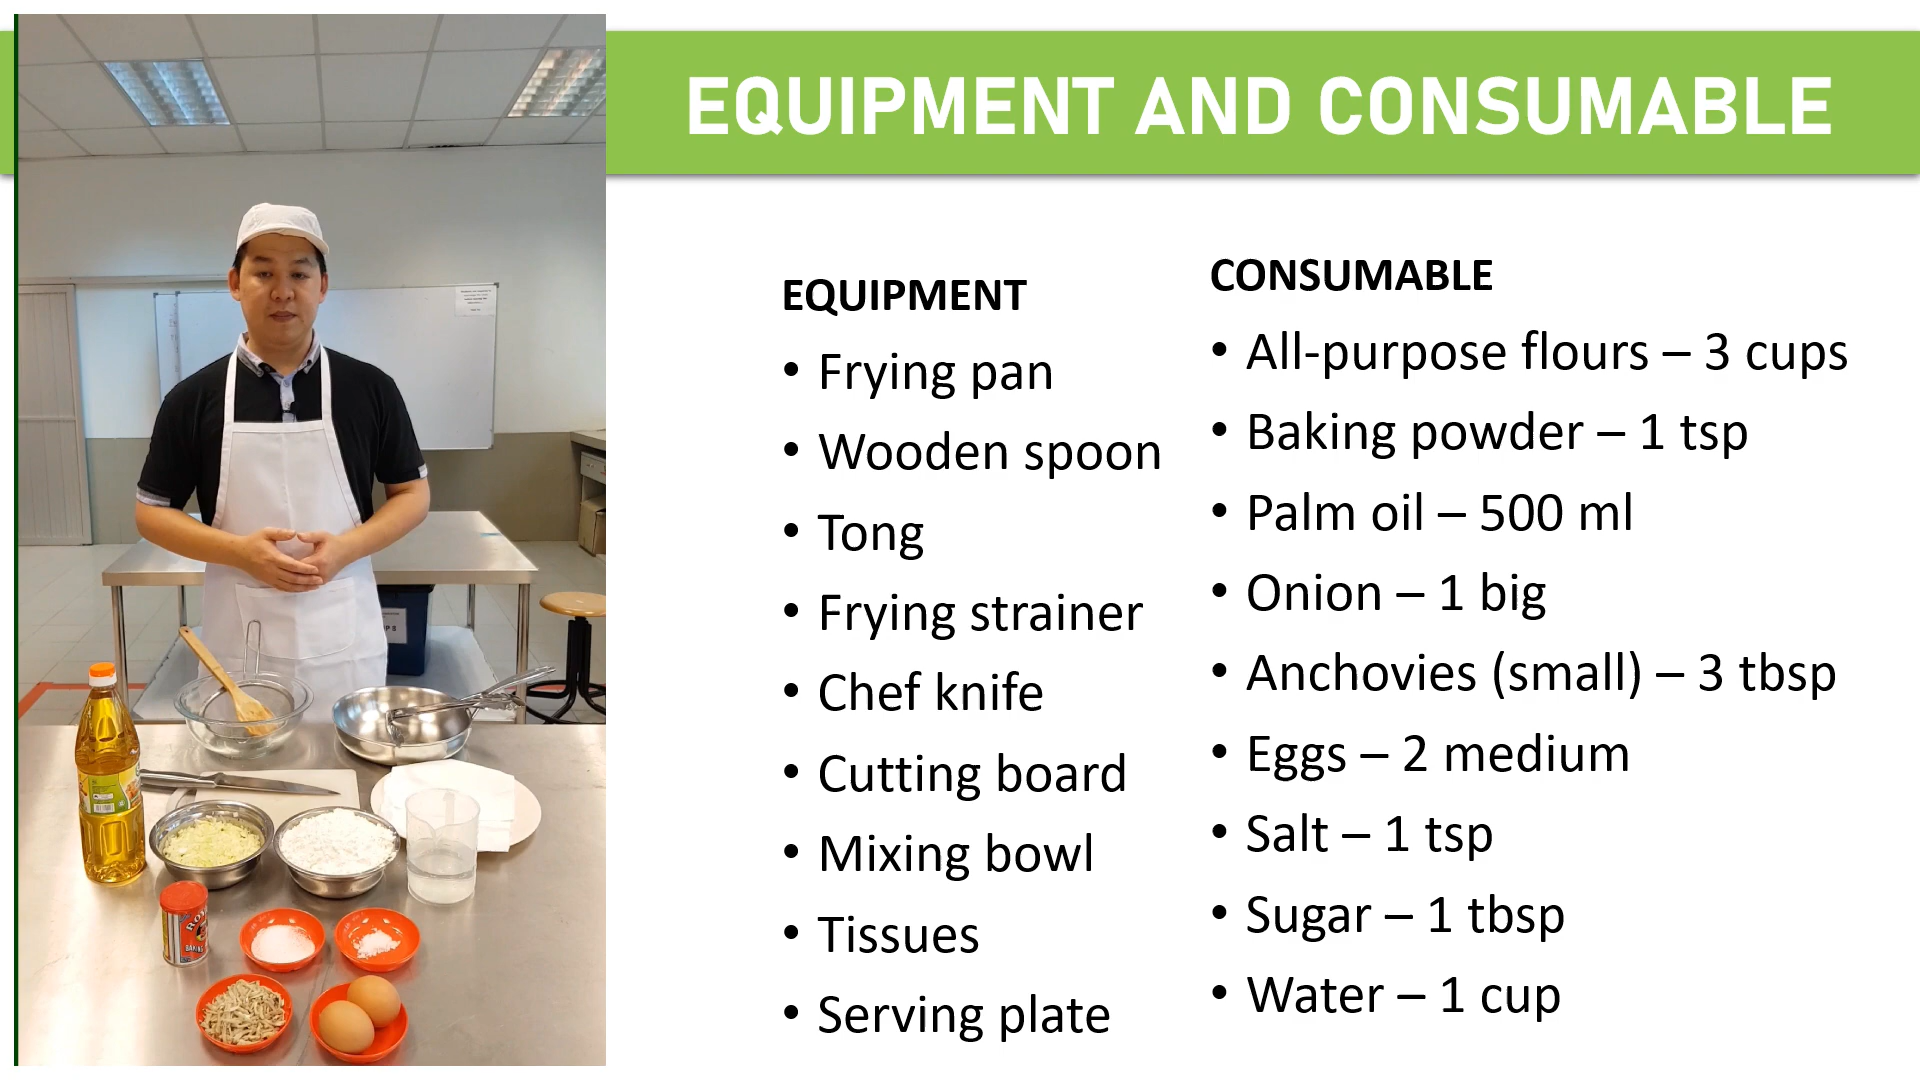 EQUIPMENT AND CONSUMABLE
EQUIPMENT
• Frying pan
• Wooden spoon
• Tong
• Frying strainer
• Chef knife
• Cutting board
• Mixing bowl
• Tissues
• Serving plate
CONSUMABLE
• All-purpose flours – 3 cups
• Baking powder – 1 tsp
• Palm oil – 500 ml
• Onion – 1 big
• Anchovies (small) – 3 tbsp
• Eggs – 2 medium
• Salt – 1 tsp
• Sugar – 1 tbsp
• Water – 1 cup